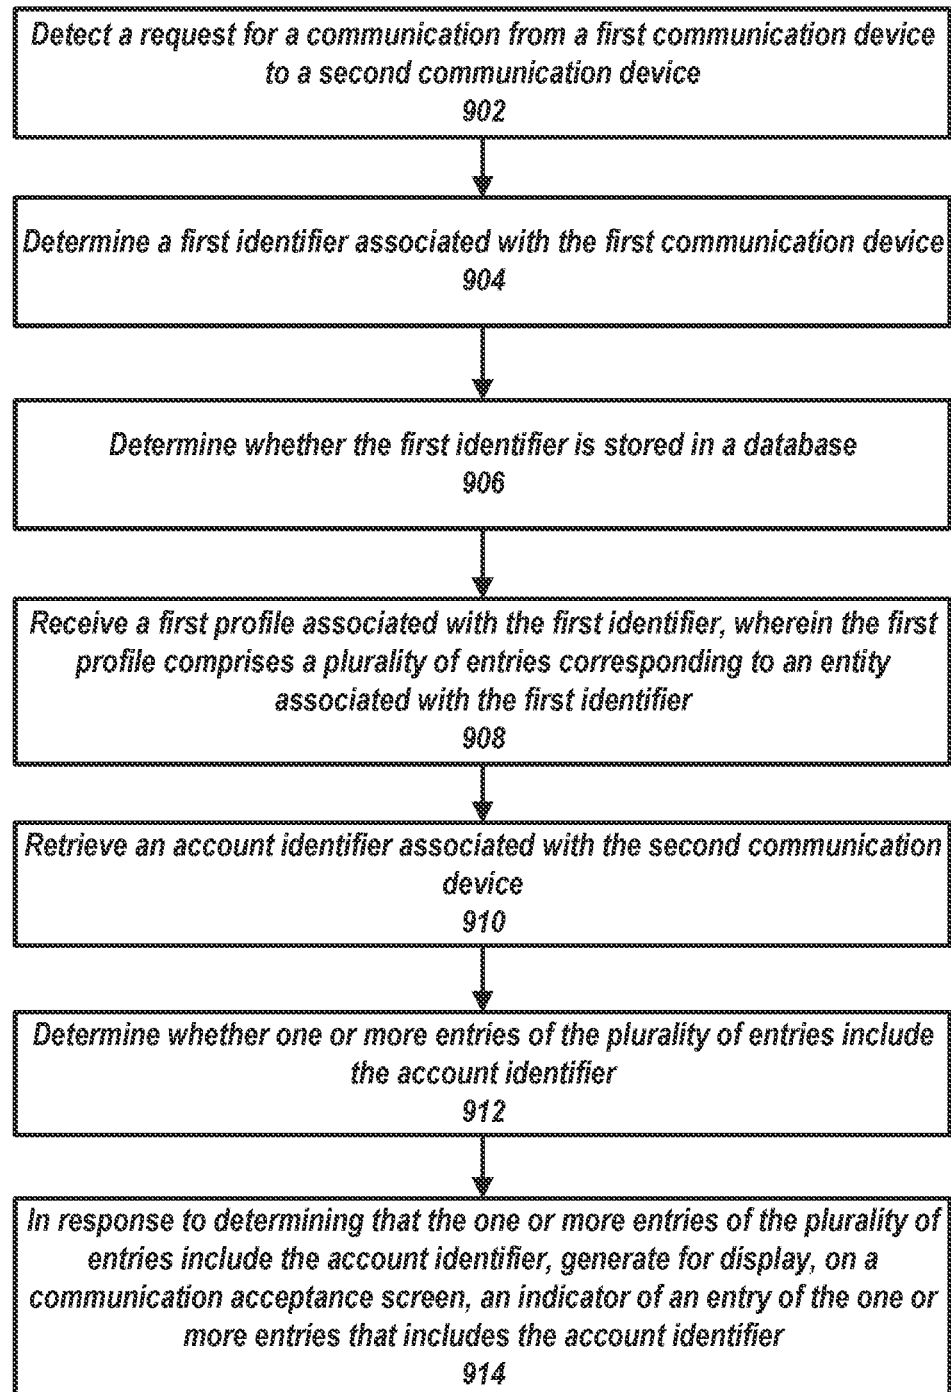 Detect a request for a communication from a first communication device
to a second communication device
902
Determine a first identifier associated with the first communication device
904
Determine whether the first identifier is stored in a database
906
Receive a first profile associated with the first identifier, wherein the first
profile comprises a plurality of entries corresponding to an entity
associated with the first identifier
908
Retrieve an account identifier associated with the second communication
device
910
Determine whether one or more entries of the plurality of entries include
the account identifier
912
In response to determining that the one or more entries of the plurality of
entries include the account identifier, generate for display, on a
communication acceptance screen, an indicator of an entry of the one or
more entries that includes the account identifier
914